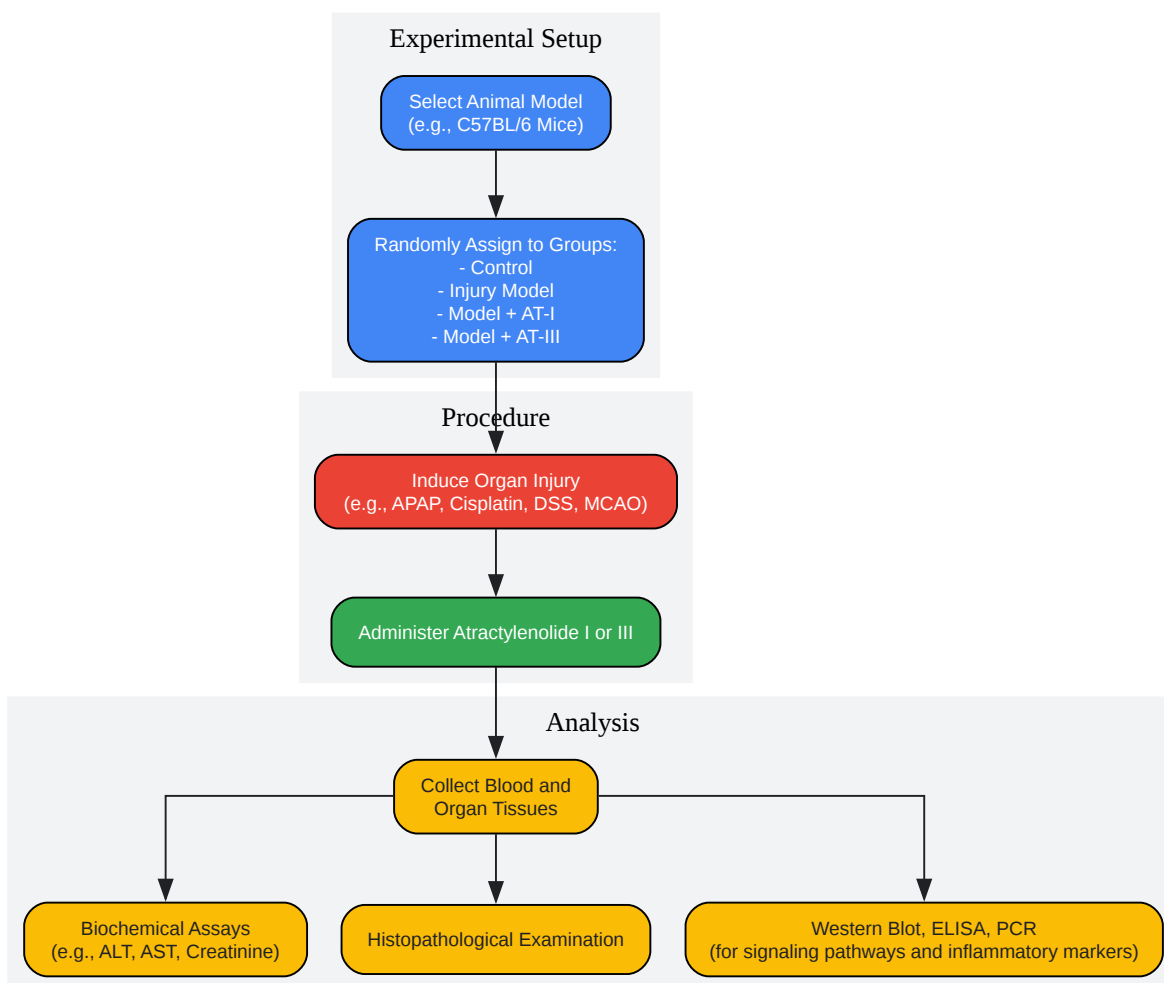 Experimental Setup
Select Animal Model
(e.g., C57BL/6 Mice)
Randomly Assign to Groups:
- Control
- Injury Model
- Model + AT-I
- Model + AT-III
Procedure
Induce Organ Injury
(e.g., APAP, Cisplatin, DSS, MCAO)
Administer Atractylenolide I or III
Analysis
Collect Blood and
Organ Tissues
Biochemical Assays
(e.g., ALT, AST, Creatinine)
Histopathological Examination
Western Blot, ELISA, PCR
(for signaling pathways and inflammatory markers)